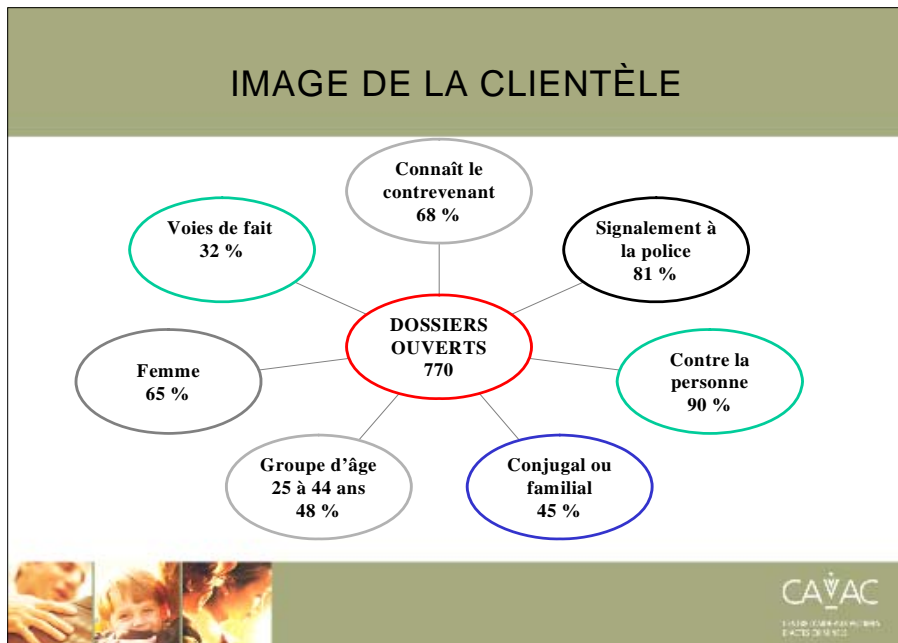 IMAGE DE LA CLIENTÈLE
Connaît le
contrevenant
68 %
Voies de fait
32 %
Signalement à
la police
81 %
DOSSIERS
OUVERTS
770
Femme
65 %
Contre la
personne
90 %
Groupe d’âge
25 à 44 ans
48 %
Conjugal ou
familial
45 %
CAVAC